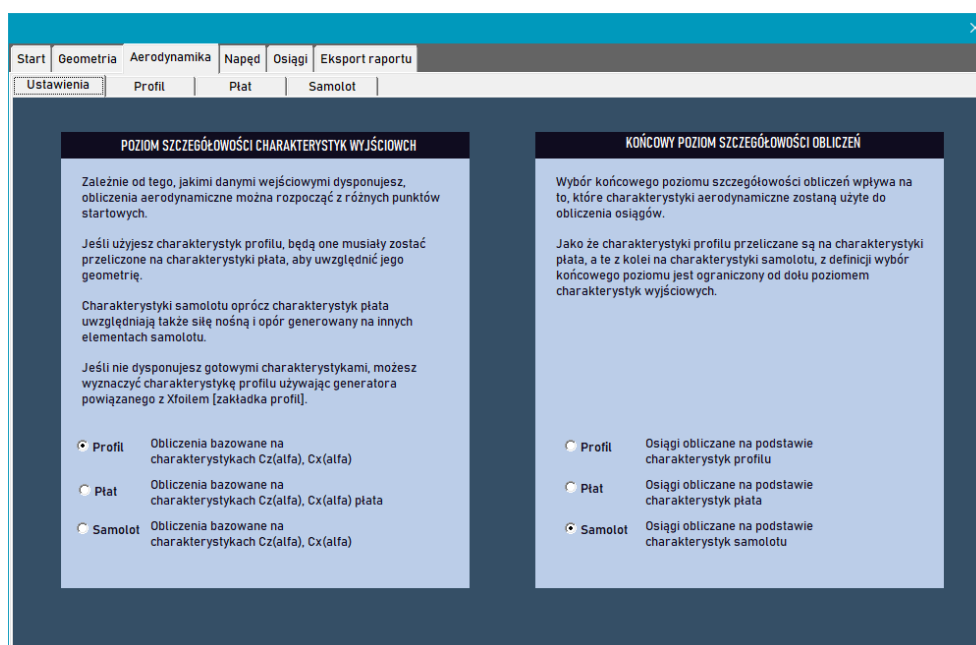 Start Geometria Aerodynamika Napęd Osiągi Eksport raportu
Ustawienia Profil Płat Samolot
POZIOM SZCZEGÓŁOWOŚCI CHARAKTERYSTYK WYJŚCIOWCH
Zależnie od tego, jakimi danymi wejściowymi dysponujesz,
obliczenia aerodynamiczne można rozpocząć z różnych punktów
startowych.
Jeśli użyjesz charakterystyk profilu, będą one musiały zostać
przeliczone na charakterystyki płata, aby uwzględnić jego
geometrię.
Charakterystyki samolotu oprócz charakterystyk płata
uwzględniają także siłę nośną i opór generowany na innych
elementach samolotu.
Jeśli nie dysponujesz gotowymi charakterystykami, możesz
wyznaczyć charakterystykę profilu używając generatora
powiązanego z Xfoilem [zakładka profil].
Profil Obliczenia bazowane na
charakterystykach Cz(alfa), Cx(alfa)
Płat Obliczenia bazowane na
charakterystykach Cz(alfa), Cx(alfa) płata
Samolot Obliczenia bazowane na
charakterystykach Cz(alfa), Cx(alfa)
KOŃCOWY POZIOM SZCZEGÓŁOWOŚCI OBLICZEŃ
Wybór końcowego poziomu szczegółowości obliczeń wpływa na
to, które charakterystyki aerodynamiczne zostaną użyte do
obliczenia osiągów.
Jako że charakterystyki profilu przeliczane są na charakterystyki
płata, a te z kolei na charakterystyki samolotu, z definicji wybór
końcowego poziomu jest ograniczony od dołu poziomem
charakterystyk wyjściowych.
Profil Osiągi obliczane na podstawie
charakterystyk profilu
Płat Osiągi obliczane na podstawie
charakterystyk płata
Samolot Osiągi obliczane na podstawie
charakterystyk samolotu